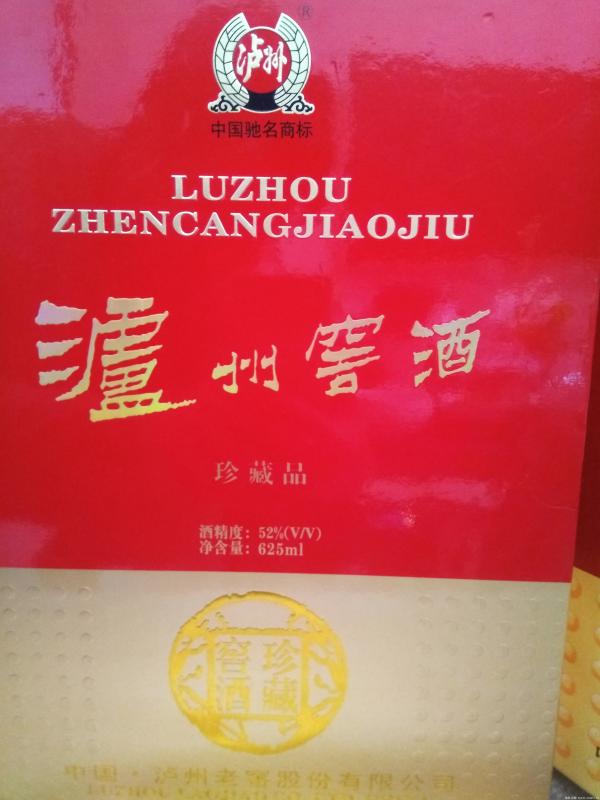 泸州
®
中国驰名商标
LUZHOU
ZHENCANGJIAOJIU
瀘州窖酒
珍藏品
酒精度：52%(V/V)
净含量：625ml
窖珍
酒藏
中国·泸州老窖股份有限公司